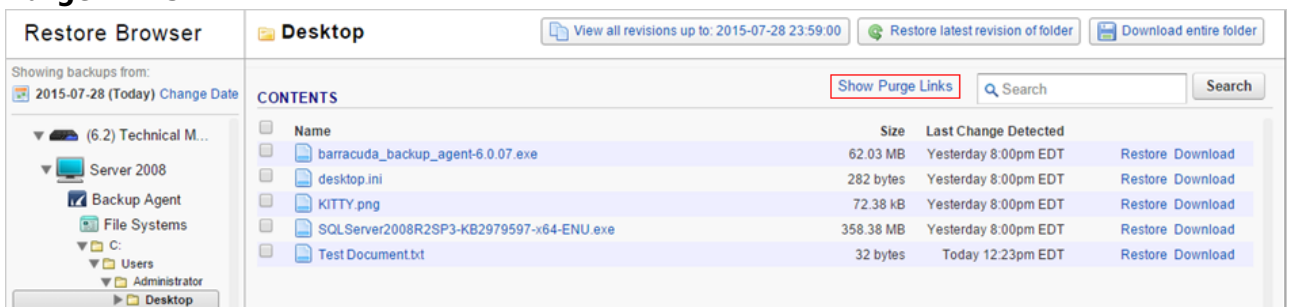 Restore Browser
Desktop
View all revisions up to: 2015-07-28 23:59:00
Restore latest revision of folder
Download entire folder
Showing backups from:
2015-07-28 (Today) Change Date
CONTENTS
Show Purge Links
Search
Search
Name Size Last Change Detected
barracuda_backup_agent-6.0.07.exe 62.03 MB Yesterday 8:00pm EDT Restore Download
desktop.ini 282 bytes Yesterday 8:00pm EDT Restore Download
KITTY.png 72.38 kB Yesterday 8:00pm EDT Restore Download
SQLServer2008R2SP3-KB2979597-x64-ENU.exe 358.38 MB Yesterday 8:00pm EDT Restore Download
Test Document.txt 32 bytes Today 12:23pm EDT Restore Download
(6.2) Technical M...
Server 2008
Backup Agent
File Systems
C:
Users
Administrator
Desktop